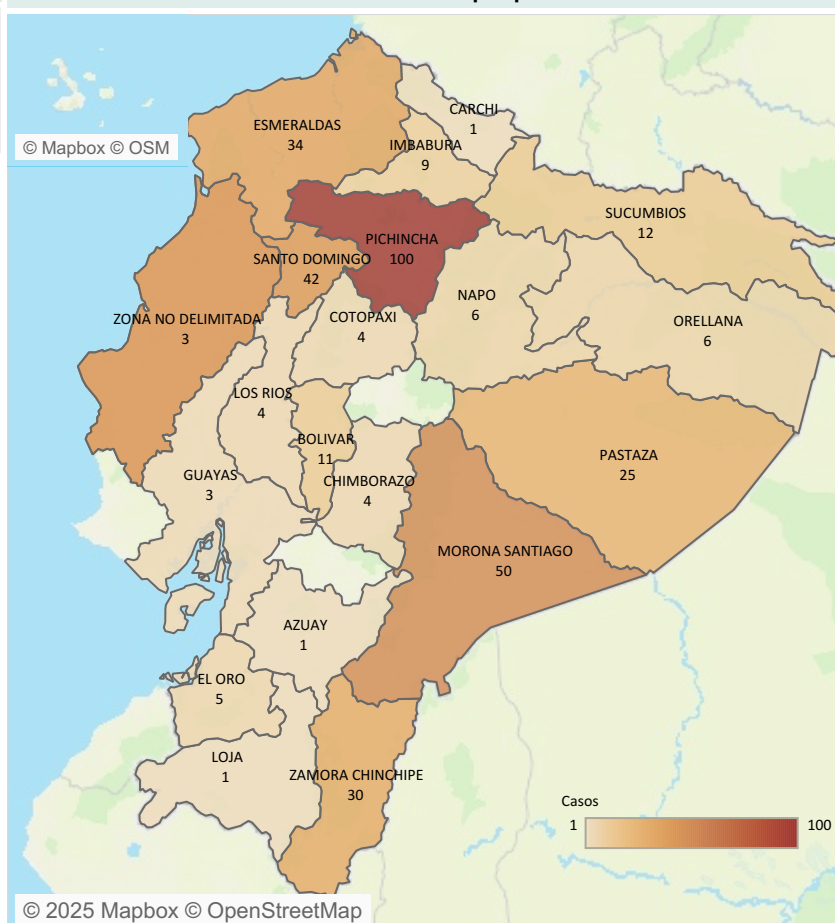 © Mapbox © OSM
CARCHI
1
ESMERALDAS
34
IMBABURA
9
SUCUMBIOS
12
PICHINCHA
100
SANTO DOMINGO
42
NAPO
6
ZONA NO DELIMITADA
3
COTOPAXI
4
ORELLANA
6
LOS RIOS
4
BOLIVAR
11
PASTAZA
25
GUAYAS
3
CHIMBORAZO
4
MORONA SANTIAGO
50
AZUAY
1
EL ORO
5
LOJA
1
ZAMORA CHINCHIPE
30
Casos
1 100
© 2025 Mapbox © OpenStreetMap